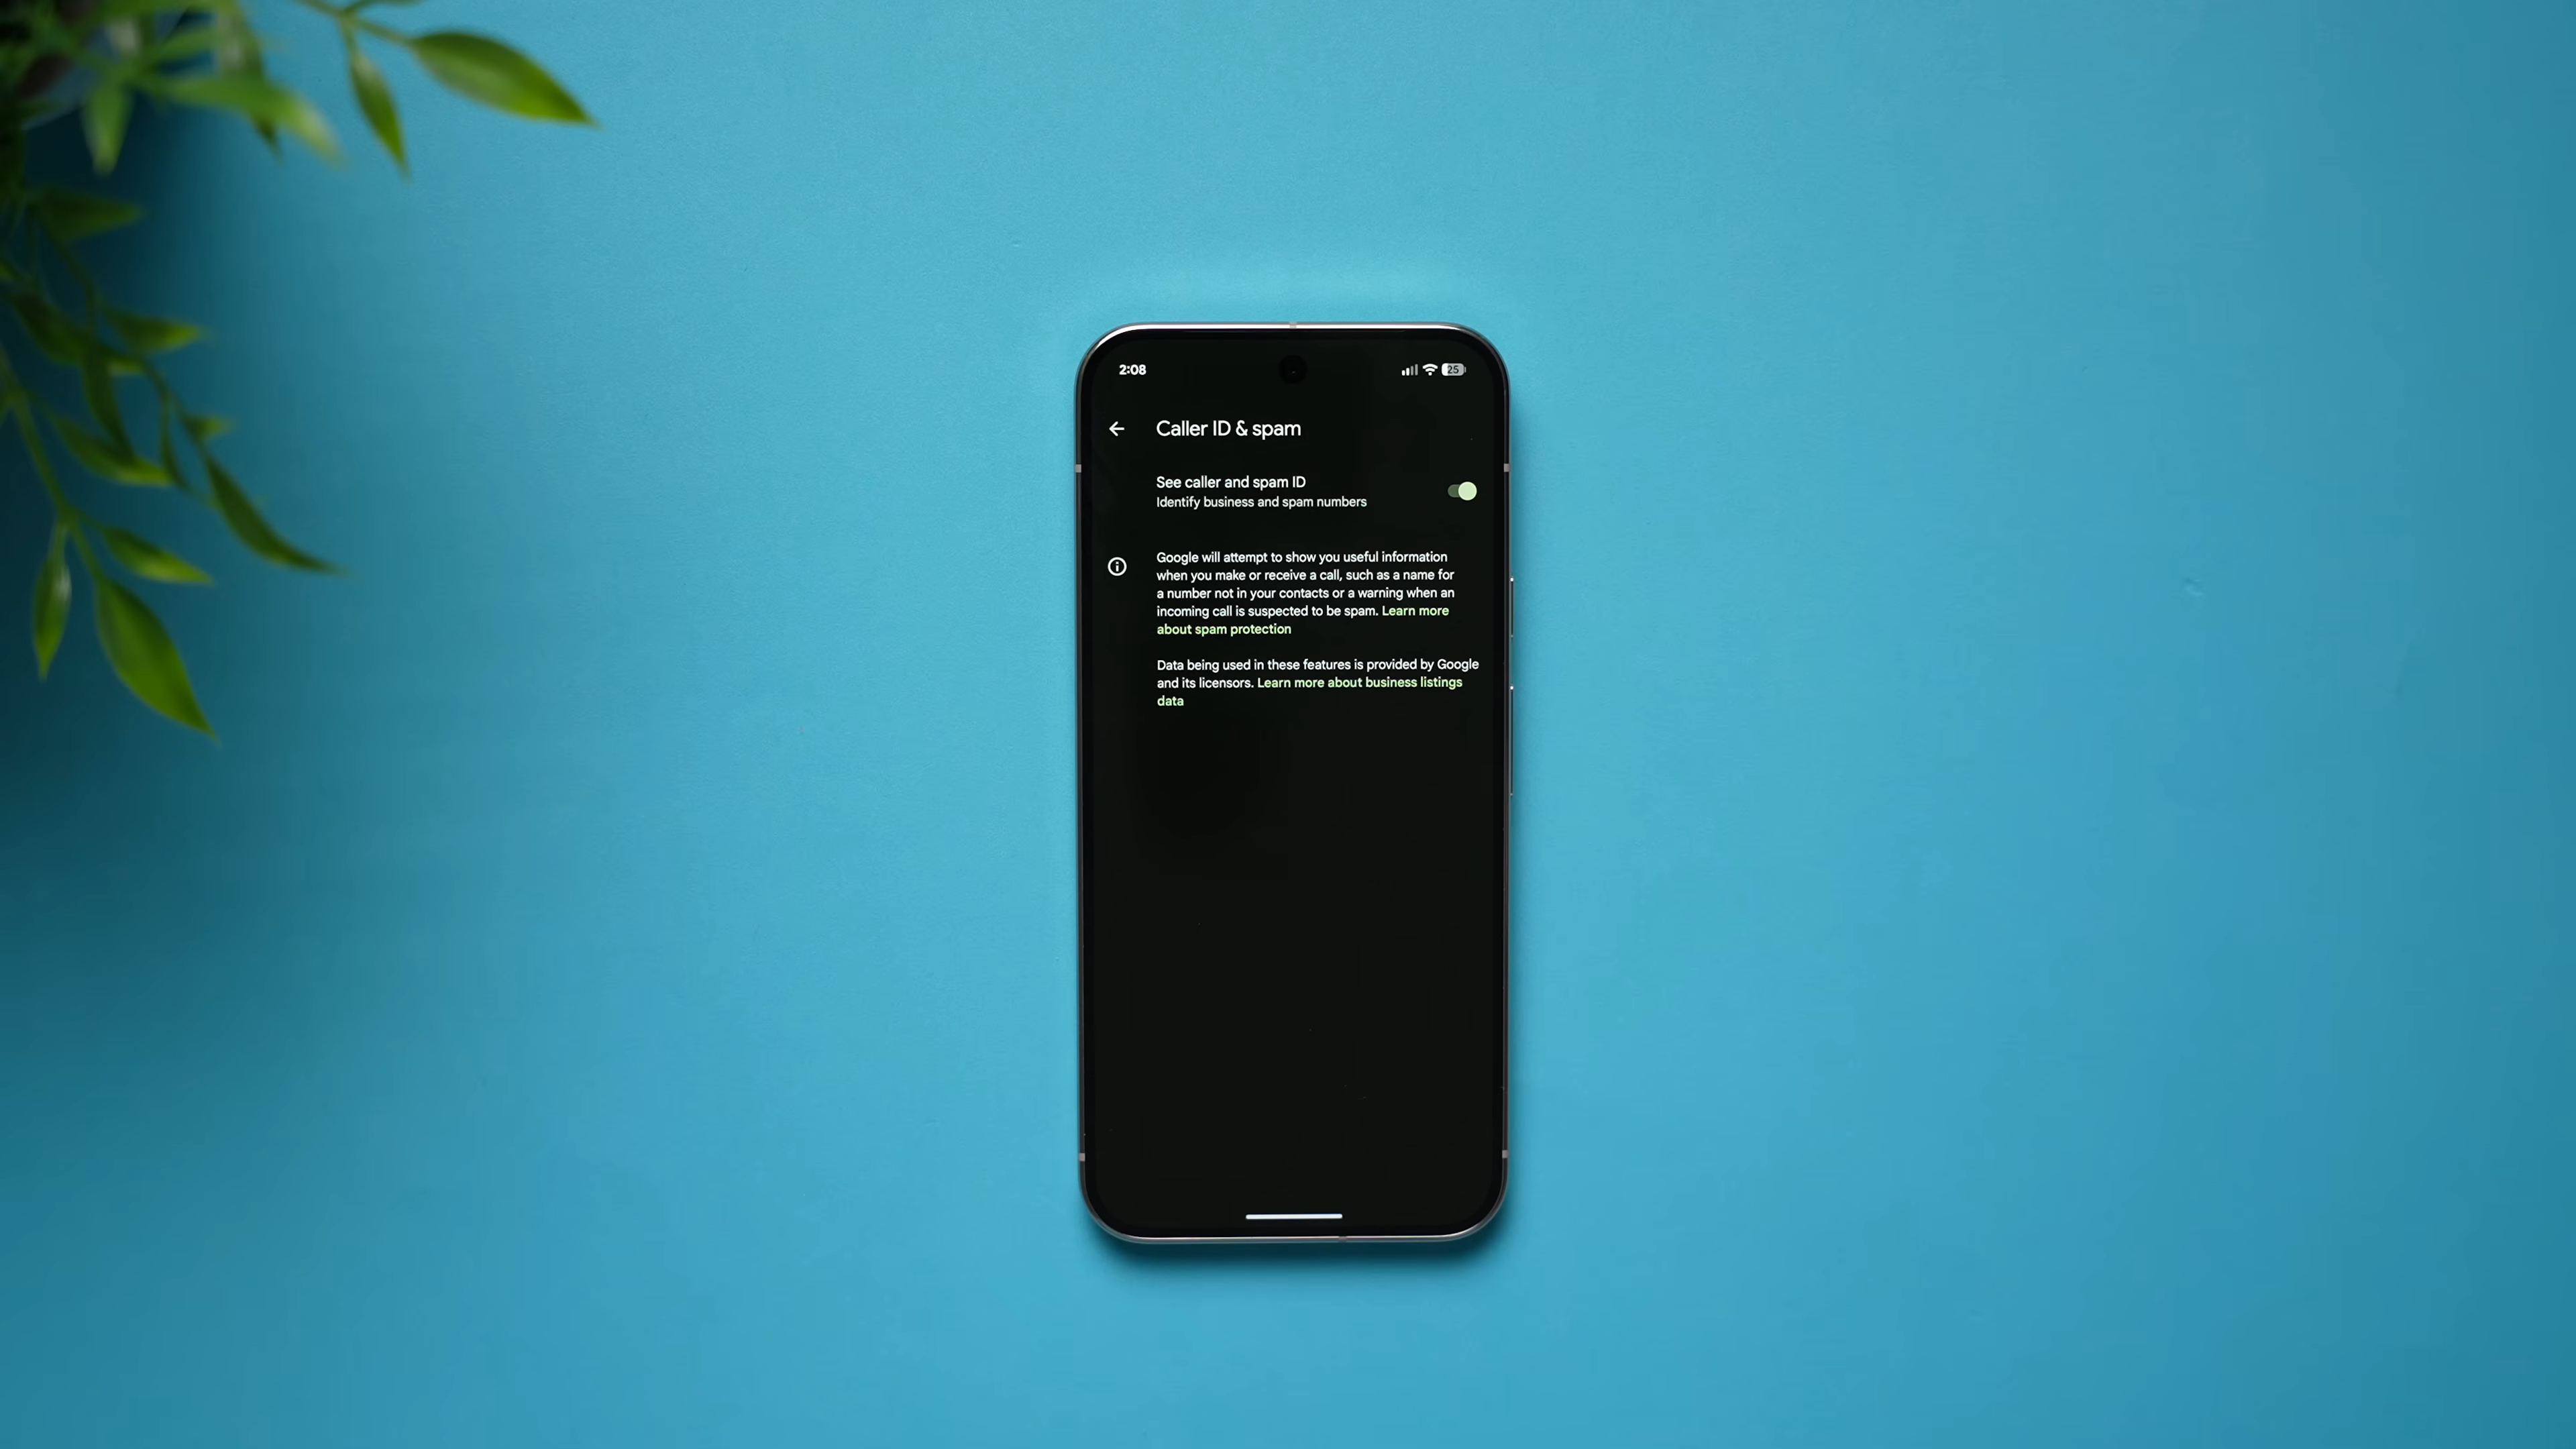 2:08
25
Caller ID & spam
See caller and spam ID
Identify business and spam numbers
Google will attempt to show you useful information
when you make or receive a call, such as a name for
a number not in your contacts or a warning when an
incoming call is suspected to be spam. Learn more
about spam protection
Data being used in these features is provided by Google
and its licensors. Learn more about business listings
data